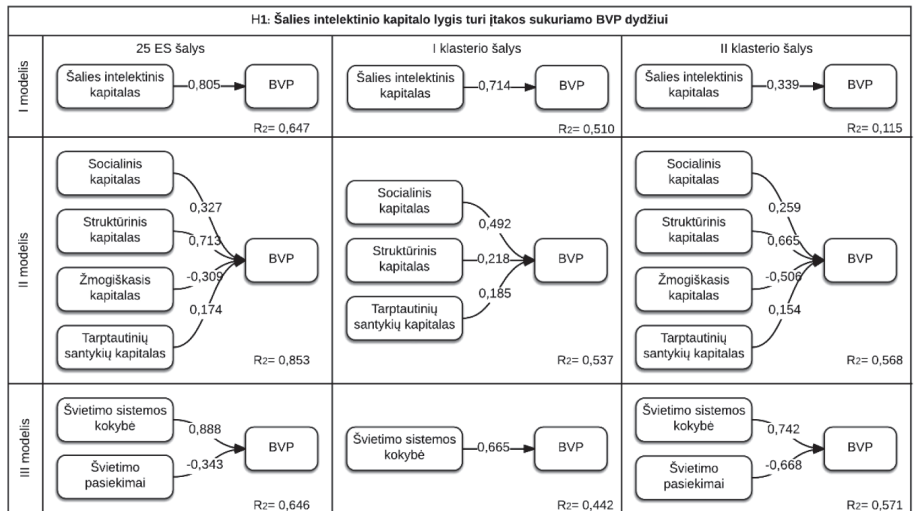 H1: Šalies intelektinio kapitalo lygis turi įtakos sukuriamo BVP dydžiui
25 ES šalys
I klasterio šalys
II klasterio šalys
I modelis
Šalies intelektinis
kapitalas
0,805
BVP
R2= 0,647
Šalies intelektinis
kapitalas
0,714
BVP
R2= 0,510
Šalies intelektinis
kapitalas
0,339
BVP
R2= 0,115
II modelis
Socialinis
kapitalas
0,327
Struktūrinis
kapitalas
0,713
BVP
Žmogiškasis
kapitalas
-0,309
0,174
Tarptautinių
santykių kapitalas
R2= 0,853
Socialinis
kapitalas
0,492
Struktūrinis
kapitalas
-0,218
BVP
0,185
Tarptautinių
santykių kapitalas
R2= 0,537
Socialinis
kapitalas
0,259
Struktūrinis
kapitalas
0,665
BVP
Žmogiškasis
kapitalas
-0,506
0,154
Tarptautinių
santykių kapitalas
R2= 0,568
III modelis
Švietimo sistemos
kokybė
0,888
BVP
-0,343
Švietimo
pasiekimai
R2= 0,646
Švietimo sistemos
kokybė
0,665
BVP
R2= 0,442
Švietimo sistemos
kokybė
0,742
BVP
-0,668
Švietimo
pasiekimai
R2= 0,571